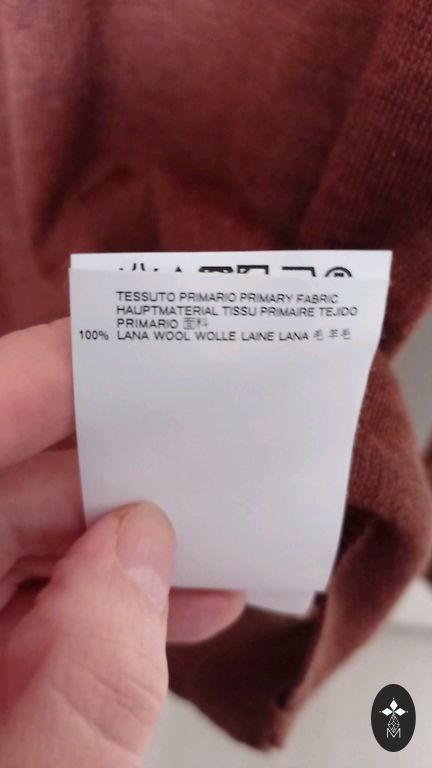 TESSUTO PRIMARIO PRIMARY FABRIC
HAUPTMATERIAL TISSU PRIMAIRE TEJIDO
PRIMARIO 面料
100% LANA WOOL WOLLE LAINE LANA 毛 羊毛
M